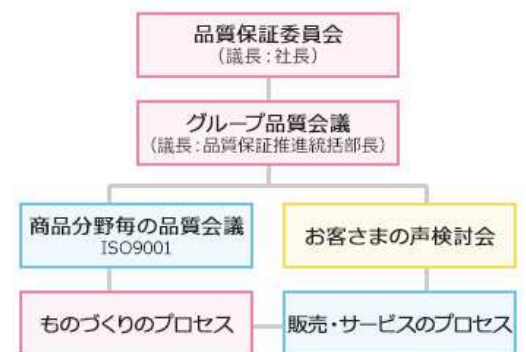 品質保証委員会
（議長：社長）
グループ品質会議
（議長：品質保証推進統括部長）
商品分野毎の品質会議
ISO9001
お客さまの声検討会
ものづくりのプロセス
販売・サービスのプロセス